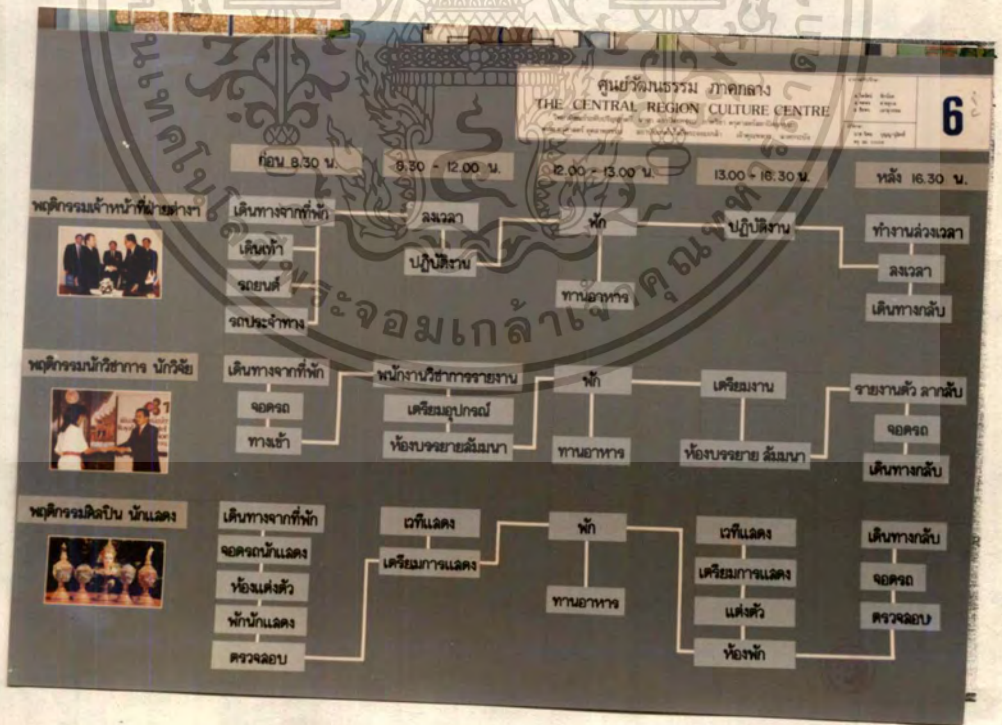 ศูนย์วัฒนธรรม ภาคกลาง
THE CENTRAL REGION CULTURE CENTRE
6
ก่อน 8.30 น.
8.30 - 12.00 น.
12.00 - 13.00 น.
13.00 - 16.30 น.
หลัง 16.30 น.
พฤติกรรมเจ้าหน้าที่ฝ่ายต่างๆ
เดินทางจากที่พัก
เดินเท้า
รถยนต์
รถประจำทาง
ลงเวลา
ปฏิบัติงาน
พัก
ทานอาหาร
ปฏิบัติงาน
ทำงานล่วงเวลา
ลงเวลา
เดินทางกลับ
พฤติกรรมนักวิชาการ นักวิจัย
เดินทางจากที่พัก
จอดรถ
ทางเข้า
พนักงานวิชาการรายงาน
เตรียมอุปกรณ์
ห้องบรรยายสัมมนา
พัก
ทานอาหาร
เตรียมงาน
ห้องบรรยาย สัมมนา
รายงานตัว ลากลับ
จอดรถ
เดินทางกลับ
พฤติกรรมศิลปิน นักแสดง
เดินทางจากที่พัก
จอดรถนักแสดง
ห้องแต่งตัว
พักนักแสดง
ตรวจสอบ
เวทีแสดง
เตรียมการแสดง
พัก
ทานอาหาร
เวทีแสดง
เตรียมการแสดง
แต่งตัว
ห้องพัก
เดินทางกลับ
จอดรถ
ตรวจสอบ